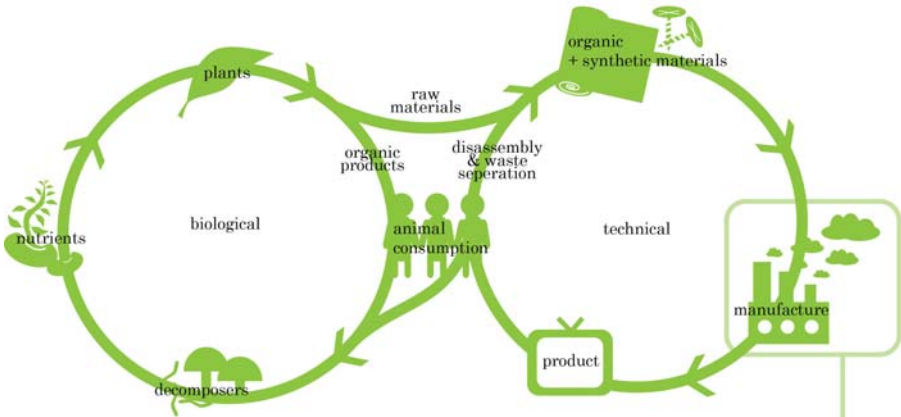 plants
raw
materials
organic
+ synthetic materials
organic
products
disassembly
& waste
seperation
nutrients
biological
animal
consumption
technical
manufacture
product
decomposers